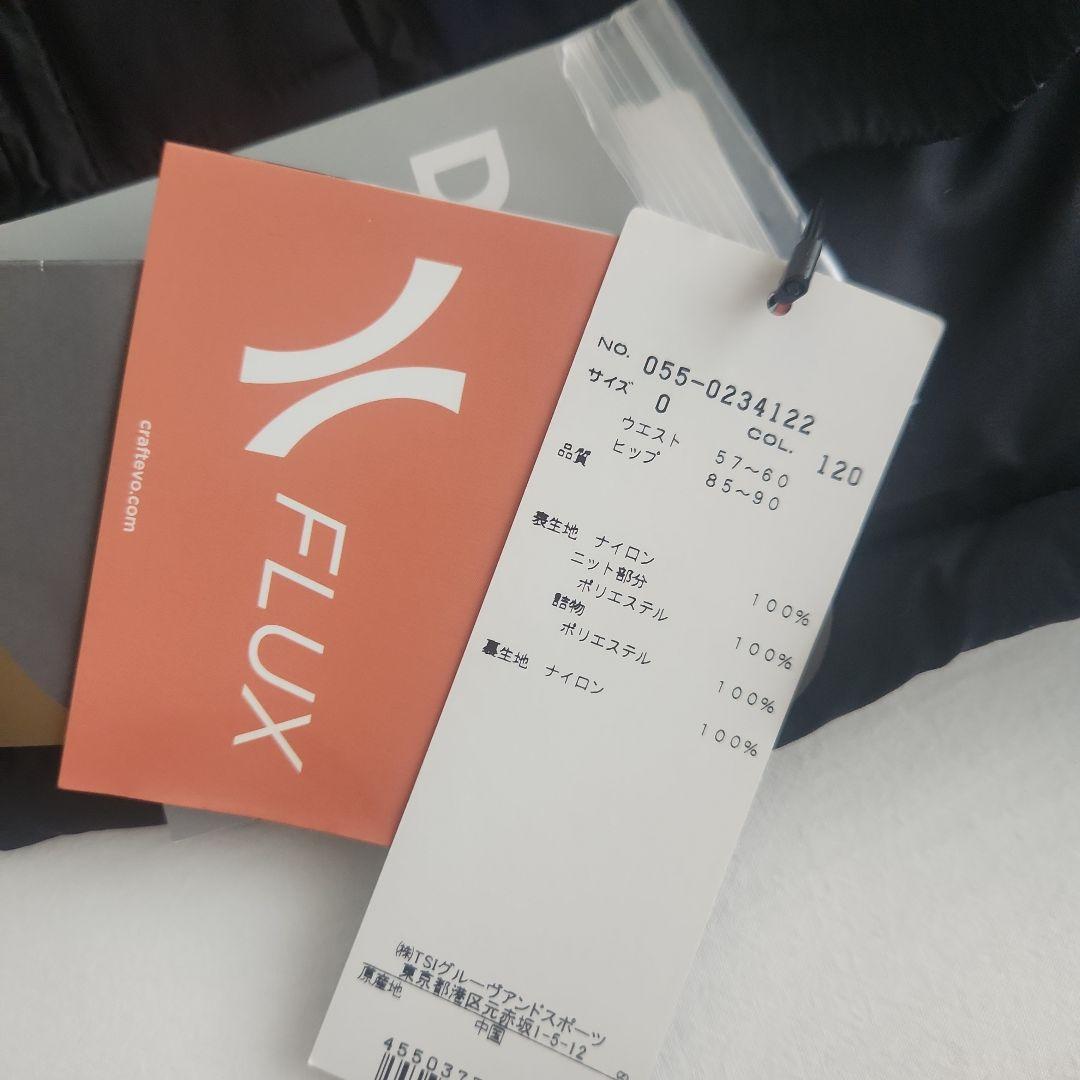 D
craftevo.com
FLUX
NO. 055-0234122
サイズ 0 COL. 120
ウエスト 57~60
ヒップ 85~90
品質
表生地 ナイロン 100%
ニット部分
ポリエステル 100%
詰物
ポリエステル 100%
裏生地 ナイロン 100%
㈱TSIグルーヴアンドスポーツ
東京都港区元赤坂1-5-12
原産地 中国
455037